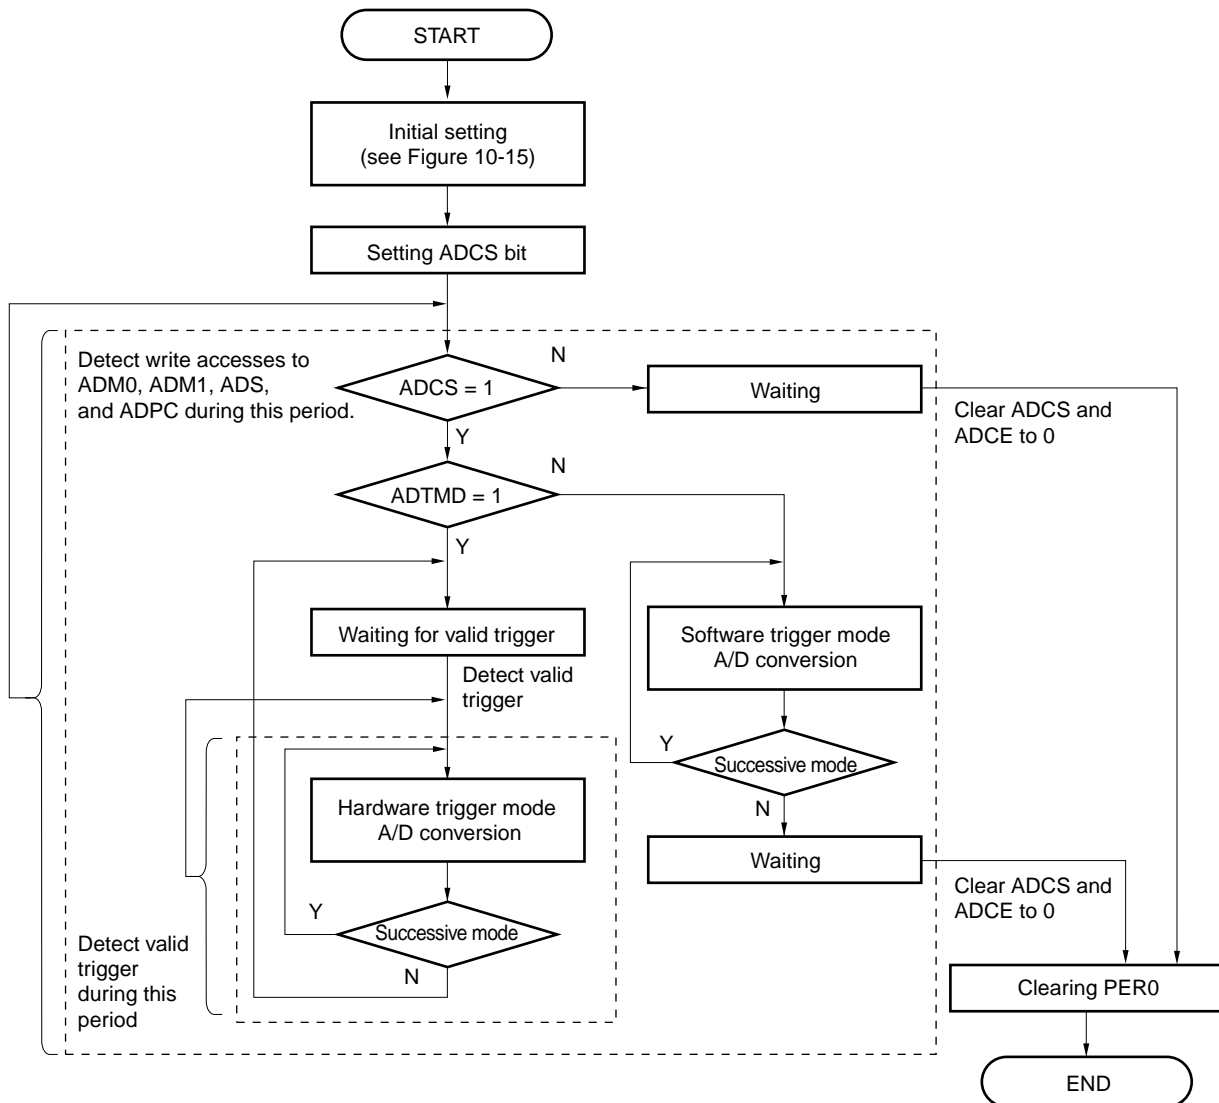 START
Initial setting
(see Figure 10-15)
Setting ADCS bit
Detect write accesses to
ADM0, ADM1, ADS,
and ADPC during this period.
ADCS = 1
N
Waiting
Clear ADCS and
ADCE to 0
Y
ADTMD = 1
N
Y
Waiting for valid trigger
Detect valid
trigger
Software trigger mode
A/D conversion
Y
Successive mode
N
Waiting
Clear ADCS and
ADCE to 0
Hardware trigger mode
A/D conversion
Y
Successive mode
N
Detect valid
trigger
during this
period
Clearing PER0
END